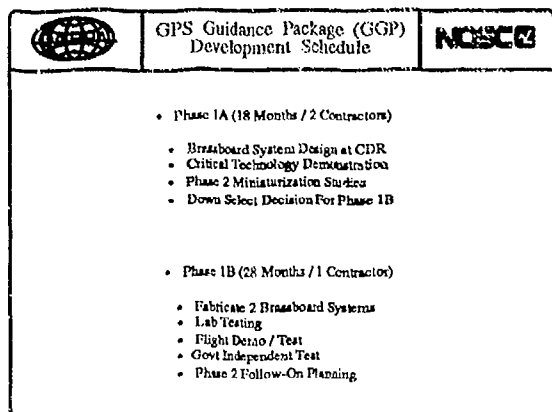 GPS Guidance Package (GGP)
Development Schedule
NOSC
• Phase 1A (18 Months / 2 Contractors)
• Brassboard System Design at CDR
• Critical Technology Demonstration
• Phase 2 Miniaturization Studies
• Down Select Decision For Phase 1B
• Phase 1B (28 Months / 1 Contractor)
• Fabricate 2 Brassboard Systems
• Lab Testing
• Flight Demo / Test
• Govt Independent Test
• Phase 2 Follow-On Planning